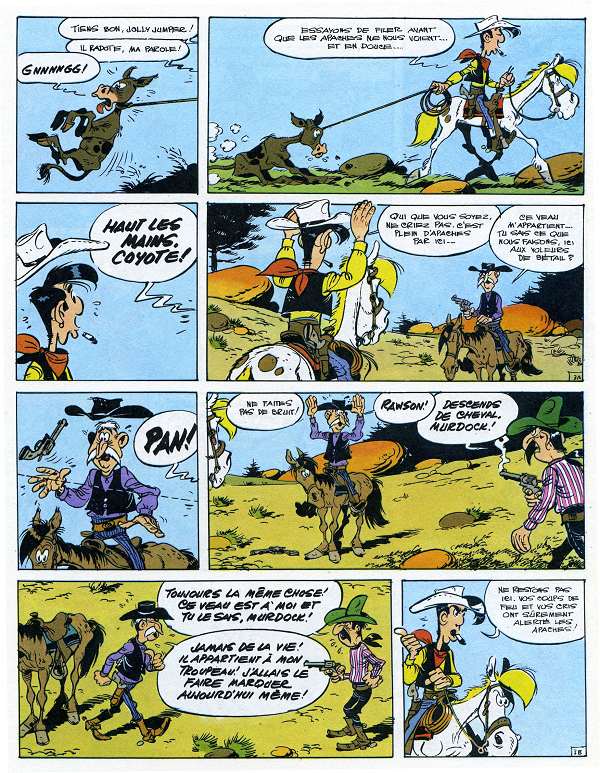 TIENS BON, JOLLY JUMPER!
IL RADOTE, MA PAROLE!
GNNNNGG!
ESSAYONS DE FILER AVANT
QUE LES APACHES NE NOUS VOIENT...
ET EN DOUCE...
HAUT LES
MAINS,
COYOTE!
QUI QUE VOUS SOYEZ,
NE CRIEZ PAS. C'EST
PLEIN D'APACHES
PAR ICI...
CE VEAU
M'APPARTIENT...
TU SAIS CE QUE
NOUS FAISONS, ICI
AUX VOLEURS
DE BÉTAIL?
2A
PAN!
NE FAITES
PAS DE BRUIT!
RAWSON!
DESCENDS
DE CHEVAL,
MURDOCK!
TOUJOURS LA MÊME CHOSE!
CE VEAU EST À MOI ET
TU LE SAIS, MURDOCK!
JAMAIS DE LA VIE!
IL APPARTIENT À MON
TROUPEAU! J'ALLAIS LE
FAIRE MARQUER
AUJOURD'HUI MÊME!
NE RESTONS PAS
ICI. VOS COUPS DE
FEU ET VOS CRIS
ONT SÛREMENT
ALERTÉ LES
APACHES!